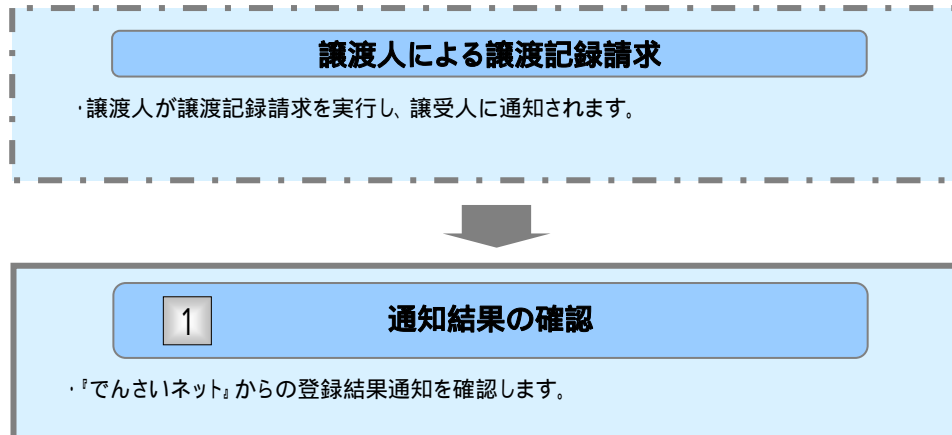 譲渡人による譲渡記録請求
・譲渡人が譲渡記録請求を実行し、譲受人に通知されます。
1 通知結果の確認
・『でんさいネット』からの登録結果通知を確認します。